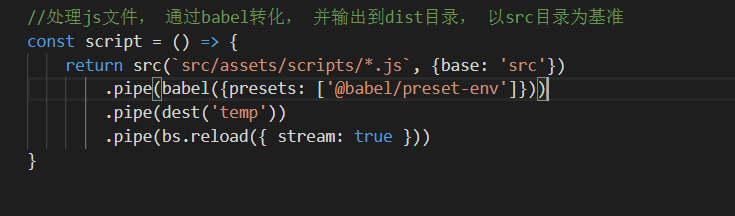 //处理js文件， 通过babel转化， 并输出到dist目录， 以src目录为基准
const script = () => {
    return src(`src/assets/scripts/*.js`, {base: 'src'})
        .pipe(babel({presets: ['@babel/preset-env']}))
        .pipe(dest('temp'))
        .pipe(bs.reload({ stream: true }))
}